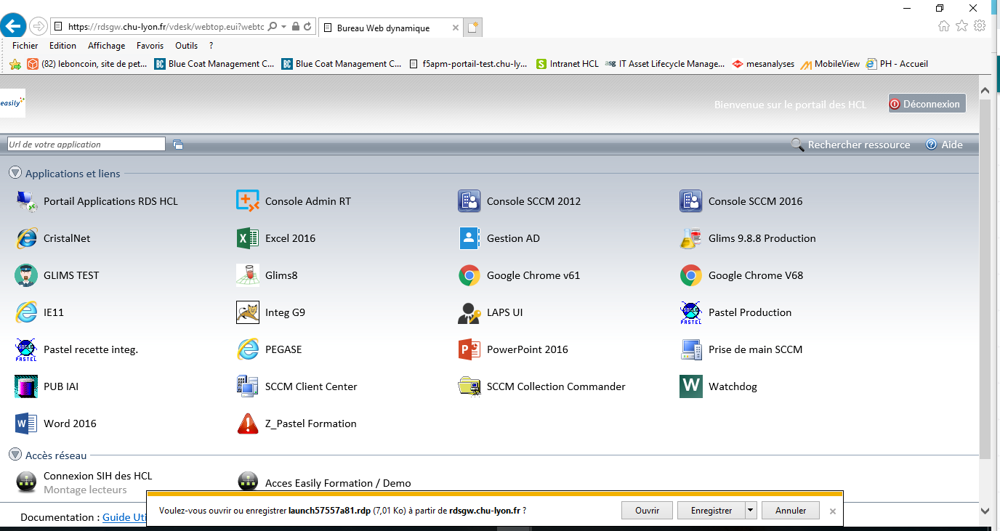 https://rdsgw.chu-lyon.fr/vdesk/webtop.eui?webtc
Bureau Web dynamique
Fichier Edition Affichage Favoris Outils ?
(82) leboncoin, site de pet... BC Blue Coat Management C... BC Blue Coat Management C... f5apm-portail-test.chu-ly... S Intranet HCL asg IT Asset Lifecycle Manage... mesanalyses MobileView PH - Accueil
easily
Bienvenue sur le portail des HCL
Déconnexion
Url de votre application
Rechercher ressource
? Aide
Applications et liens
Portail Applications RDS HCL
Console Admin RT
Console SCCM 2012
Console SCCM 2016
CristalNet
Excel 2016
Gestion AD
Glims 9.8.8 Production
GLIMS TEST
Glims8
Google Chrome v61
Google Chrome V68
IE11
Integ G9
LAPS UI
PASTEL
Pastel Production
PASTEL
Pastel recette integ.
PEGASE
PowerPoint 2016
Prise de main SCCM
PUB IAI
SCCM Client Center
SCCM Collection Commander
W
Watchdog
Word 2016
Z_Pastel Formation
Accès réseau
Connexion SIH des HCL
Montage lecteurs
Acces Easily Formation / Demo
Voulez-vous ouvrir ou enregistrer launch57557a81.rdp (7,01 Ko) à partir de rdsgw.chu-lyon.fr ?
Ouvrir
Enregistrer
Annuler
Documentation : Guide Uti